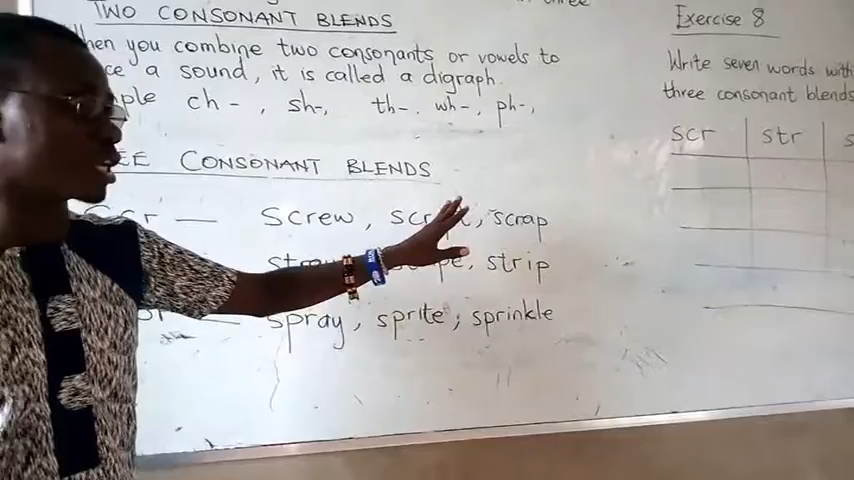 TWO CONSONANT BLENDS
When you combine two consonants or vowels to
a sound, it is called a digraph.
ch - , sh-, th-. wh-, ph-,
CONSONANT BLENDS
Screw, scrap
strip
spray, sprite, sprinkle
Exercise 8
Write seven words with
three consonant blends
scr str